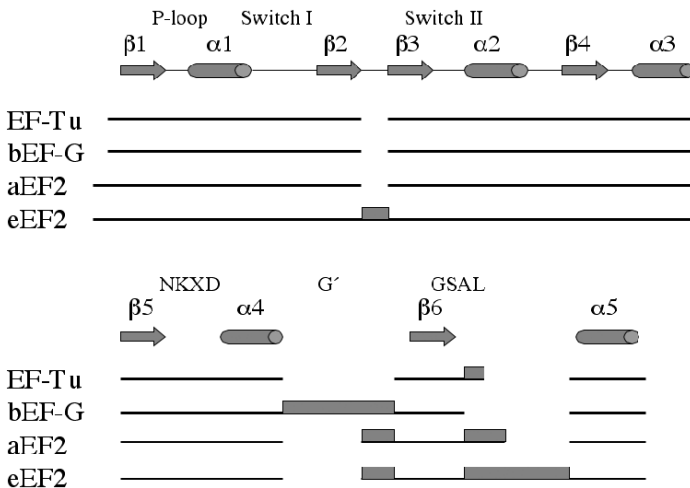 P-loop Switch I Switch II
β1 α1 β2 β3 α2 β4 α3
EF-Tu
bEF-G
aEF2
eEF2
NKXD G´ GSAL
β5 α4 β6 α5
EF-Tu
bEF-G
aEF2
eEF2